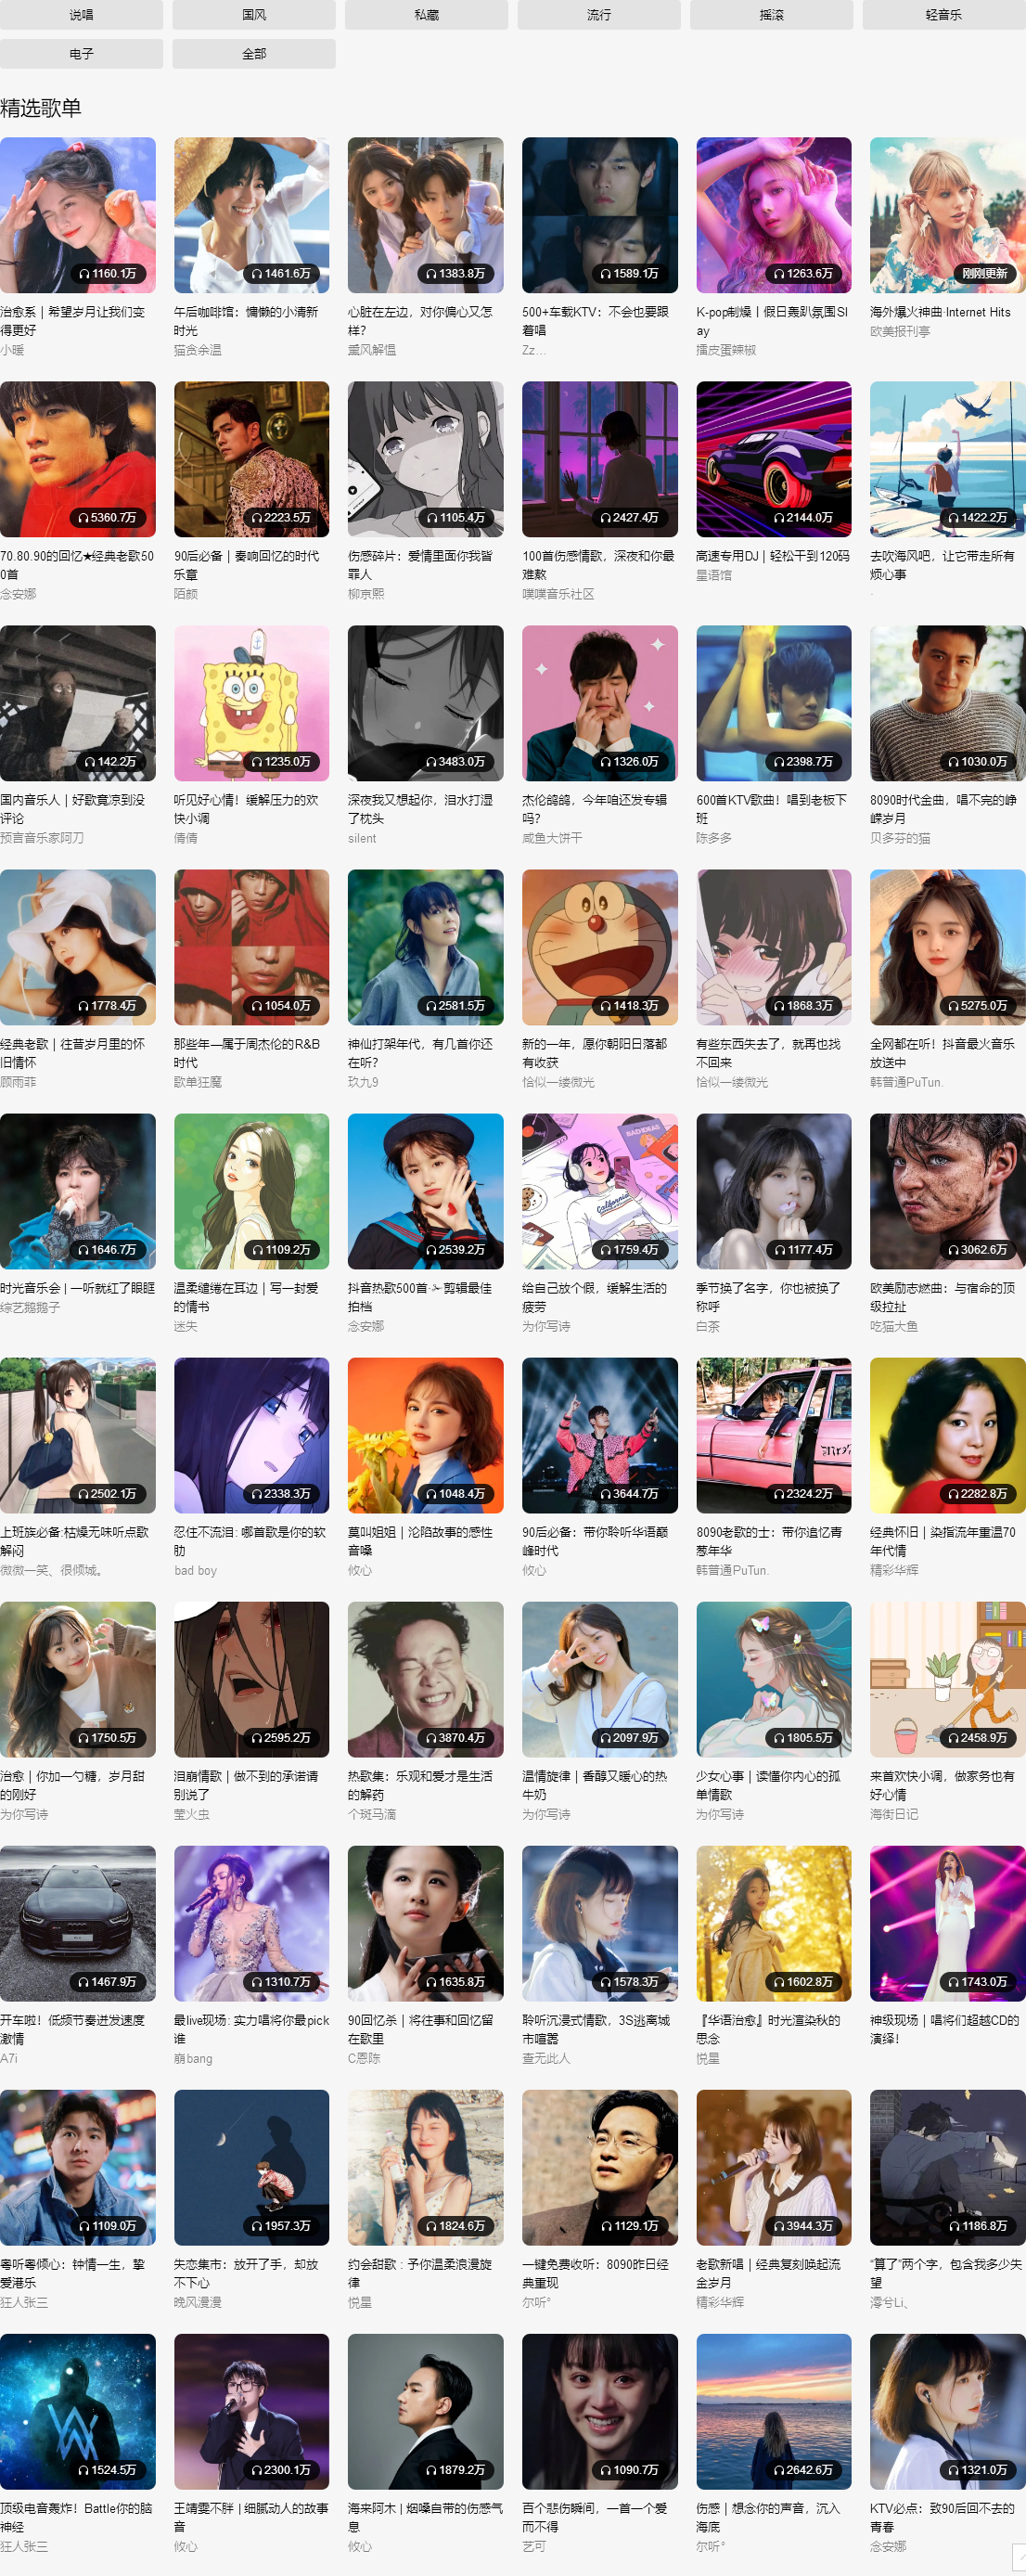 说唱
国风
私藏
流行
摇滚
轻音乐
电子
全部
精选歌单
1160.1万
1461.6万
1383.8万
1589.1万
1263.6万
刚刚更新
治愈系 | 希望岁月让我们变
得更好
小暖
午后咖啡馆：慵懒的小清新
时光
猫贪余温
心脏在左边，对你偏心又怎
样？
薰风解愠
500+车载KTV：不会也要跟
着唱
Zz…
K-pop制燥丨假日轰趴氛围Sl
ay
擂皮蛋辣椒
海外爆火神曲·Internet Hits
欧美报刊亭
5360.7万
2223.5万
1105.4万
2427.4万
2144.0万
1422.2万
70.80.90的回忆★经典老歌50
0首
念安娜
90后必备 | 奏响回忆的时代
乐章
陌颜
伤感碎片：爱情里面你我皆
罪人
柳京熙
100首伤感情歌，深夜和你最
难熬
噗噗音乐社区
高速专用DJ | 轻松干到120码
量语馆
去吹海风吧，让它带走所有
烦心事
.
142.2万
1235.0万
3483.0万
1326.0万
2398.7万
1030.0万
国内音乐人 | 好歌竟凉到没
评论
预言音乐家阿刀
听见好心情！缓解压力的欢
快小调
倩倩
深夜我又想起你，泪水打湿
了枕头
silent
杰伦鸽鸽，今年咱还发专辑
吗？
咸鱼大饼干
600首KTV歌曲！唱到老板下
班
陈多多
8090时代金曲，唱不完的峥
嵘岁月
贝多芬的猫
1778.4万
1054.0万
2581.5万
1418.3万
1868.3万
5275.0万
经典老歌 | 往昔岁月里的怀
旧情怀
顾雨菲
那些年—属于周杰伦的R&B
时代
歌单狂魔
神仙打架年代，有几首你还
在听？
玖九9
新的一年，愿你朝阳日落都
有收获
恰似一缕微光
有些东西失去了，就再也找
不回来
恰似一缕微光
全网都在听！抖音最火音乐
放送中
韩普通PuTun.
1646.7万
1109.2万
2539.2万
1759.4万
1177.4万
3062.6万
时光音乐会 | 一听就红了眼眶
综艺鹅鹅子
温柔缱绻在耳边 | 写一封爱
的情书
迷失
抖音热歌500首·✂剪辑最佳
拍档
念安娜
给自己放个假，缓解生活的
疲劳
为你写诗
季节换了名字，你也被换了
称呼
白茶
欧美励志燃曲：与宿命的顶
级拉扯
吃猫大鱼
2502.1万
2338.3万
1048.4万
3644.7万
2324.2万
2282.8万
上班族必备:枯燥无味听点歌
解闷
微微一笑、很倾城。
忍住不流泪: 哪首歌是你的软
肋
bad boy
莫叫姐姐 | 沦陷故事的感性
音嗓
攸心
90后必备：带你聆听华语巅
峰时代
攸心
8090老歌的士：带你追忆青
葱年华
韩普通PuTun.
经典怀旧 | 染指流年重温70
年代情
精彩华辉
1750.5万
2595.2万
3870.4万
2097.9万
1805.5万
2458.9万
治愈 | 你加一勺糖，岁月甜
的刚好
为你写诗
泪崩情歌 | 做不到的承诺请
别说了
莹火虫
热歌集：乐观和爱才是生活
的解药
个斑马滴
温情旋律 | 香醇又暖心的热
牛奶
为你写诗
少女心事 | 读懂你内心的孤
单情歌
为你写诗
来首欢快小调，做家务也有
好心情
海街日记
1467.9万
1310.7万
1635.8万
1578.3万
1602.8万
1743.0万
开车啦！低频节奏迸发速度
激情
A7i
最live现场: 实力唱将你最pick
谁
崩bang
90回忆杀 | 将往事和回忆留
在歌里
C恩际
聆听沉浸式情歌，3S逃离城
市喧嚣
查无此人
『华语治愈』时光渲染秋的
思念
悦星
神级现场 | 唱将们超越CD的
演绎！
1109.0万
1957.3万
1824.6万
1129.1万
3944.3万
1186.8万
粤听粤倾心：钟情一生，挚
爱港乐
狂人张三
失恋集市：放开了手，却放
不下心
晚风漫漫
约会甜歌 : 予你温柔浪漫旋
律
悦星
一键免费收听：8090昨日经
典重现
尔听°
老歌新唱 | 经典复刻唤起流
金岁月
精彩华辉
“算了”两个字，包含我多少失
望
澪兮Li、
1524.5万
2300.1万
1879.2万
1090.7万
2642.6万
1321.0万
顶级电音轰炸！Battle你的脑
神经
狂人张三
王靖雯不胖 | 细腻动人的故事
音
攸心
海来阿木 | 烟嗓自带的伤感气
息
攸心
百个悲伤瞬间，一首一个爱
而不得
艺可
伤感 | 想念你的声音，沉入
海底
尔听°
KTV必点：致90后回不去的
青春
念安娜